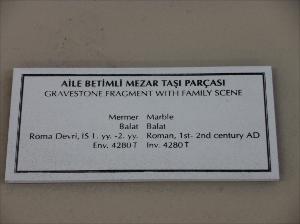 AİLE BETİMLİ MEZAR TAŞI PARÇASI
GRAVESTONE FRAGMENT WITH FAMILY SCENE
Mermer Marble
Balat Balat
Roma Devri, İS 1. yy. -2. yy. Roman, 1st- 2nd century AD
Env. 4280 T Inv. 4280 T